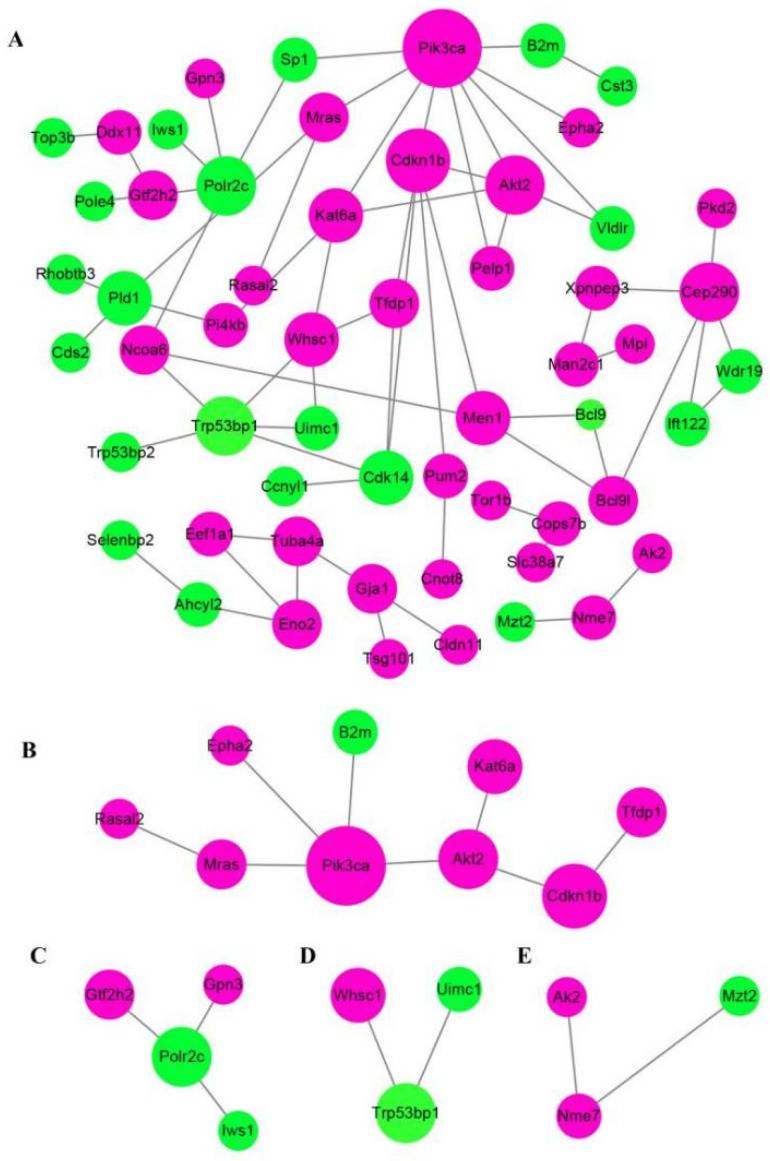 A
Pik3ca
B2m
Sp1
Cst3
Gpn3
Mras
Epha2
Top3b
Ddx11
Iws1
Cdkn1b
Polr2c
Akt2
Pole4
Gtf2h2
Kat6a
Vldlr
Pkd2
Rhobtb3
Pelp1
Rasal2
Xpnpep3
Cep290
Pld1
Tfdp1
Pi4kb
Whsc1
Mpi
Cds2
Ncoa6
Man2c1
Wdr19
Men1
Bcl9
Ift122
Trp53bp1
Uimc1
Trp53bp2
Cdk14
Pum2
Ccnyl1
Tor1b
Bcl9l
Cops7b
Selenbp2
Eef1a1
Tuba4a
Slc38a7
Ak2
Gja1
Cnot8
Ahcyl2
Eno2
Mzt2
Nme7
Tsg101
Cldn11
B
B2m
Epha2
Kat6a
Rasal2
Tfdp1
Mras
Pik3ca
Akt2
Cdkn1b
C
Gtf2h2
Gpn3
Polr2c
Iws1
D
Whsc1
Uimc1
Trp53bp1
E
Ak2
Mzt2
Nme7